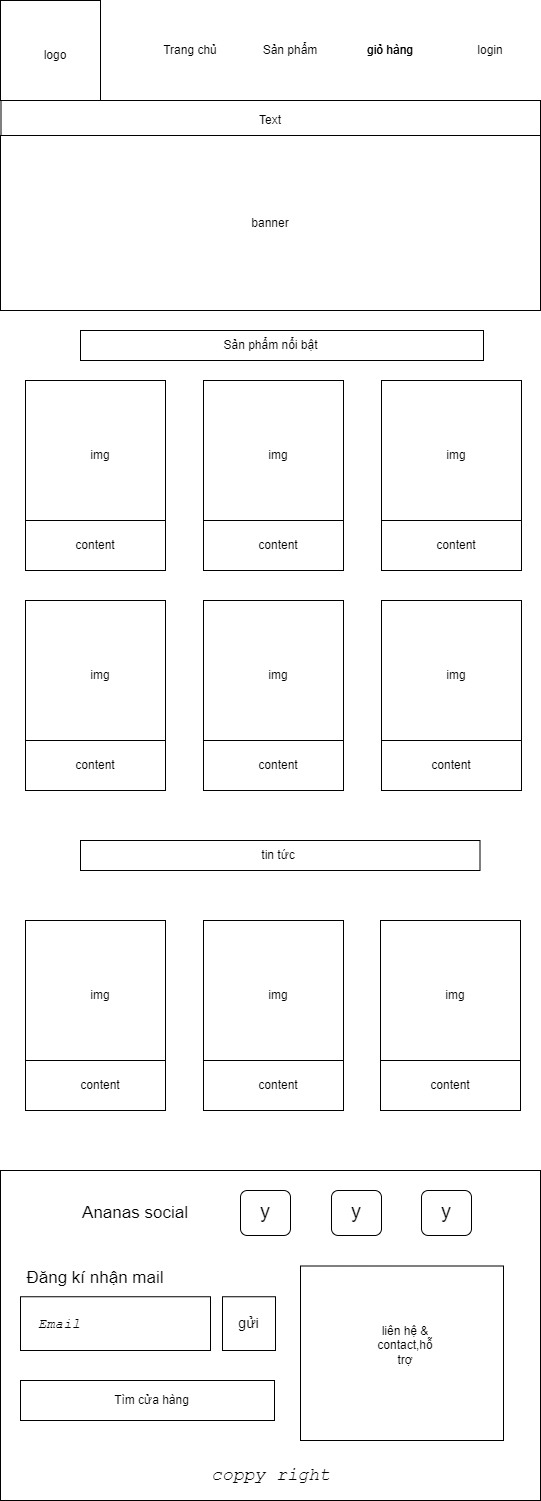 logo
Trang chủ
Sản phẩm
giỏ hàng
login
Text
banner
Sản phẩm nổi bật
img
img
img
content
content
content
img
img
img
content
content
content
tin tức
img
img
img
content
content
content
Ananas social
y
y
y
Đăng kí nhận mail
Email
gửi
liên hệ &
contact,hỗ
trợ
Tìm cửa hàng
coppy right